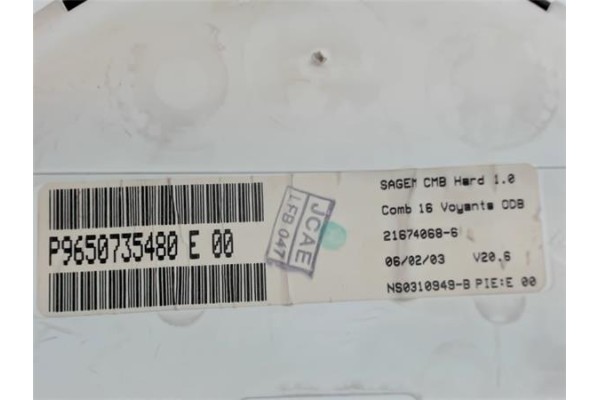 P9650735480 E 00
JCAE
LFB 047
SAGEM CMB Hard 1.0
Comb 16 Voyants ODB
21674068-6
06/02/03 V20.6
NS0310949-B PIE:E 00